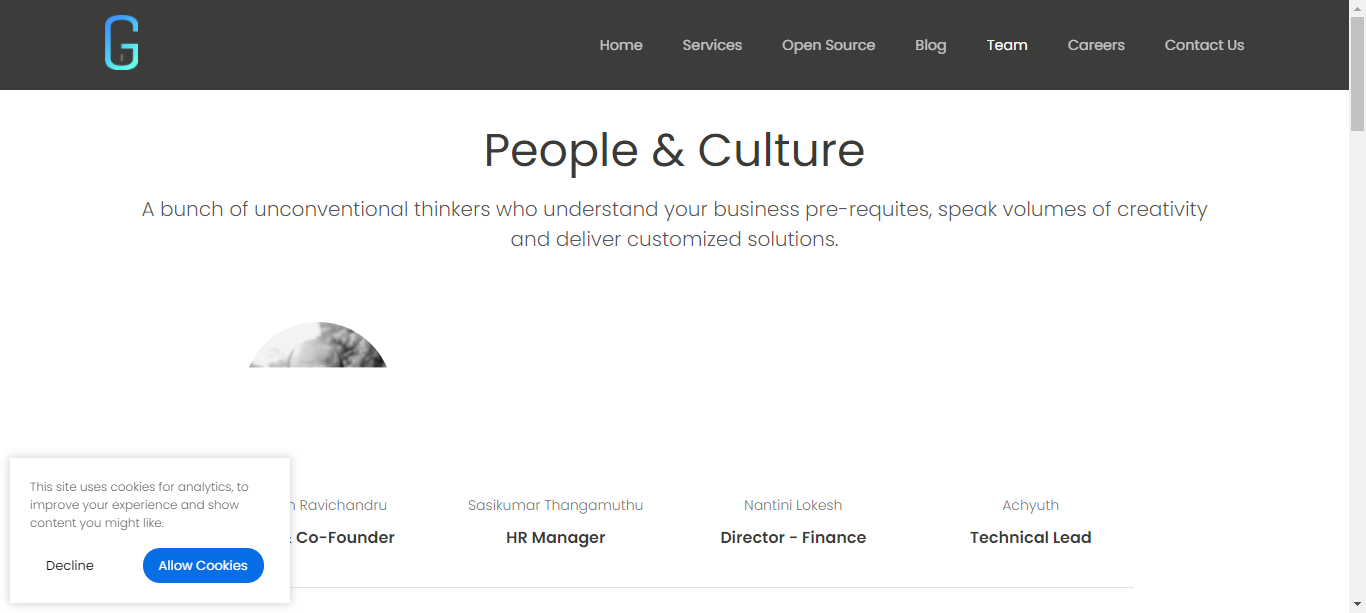 G
Home Services Open Source Blog Team Careers Contact Us
People & Culture
A bunch of unconventional thinkers who understand your business pre-requites, speak volumes of creativity
and deliver customized solutions.
Ravichandru Sasikumar Thangamuthu Nantini Lokesh Achyuth
Co-Founder HR Manager Director - Finance Technical Lead
This site uses cookies for analytics, to
improve your experience and show
content you might like.
Decline Allow Cookies